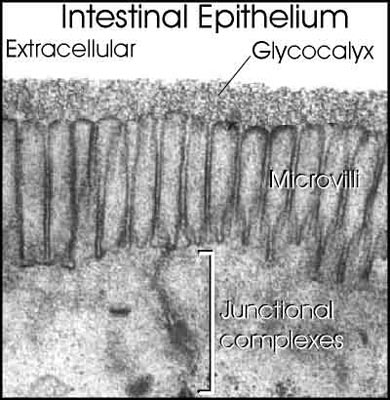 Intestinal Epithelium
Extracellular
Glycocalyx
Microvilli
Junctional
complexes